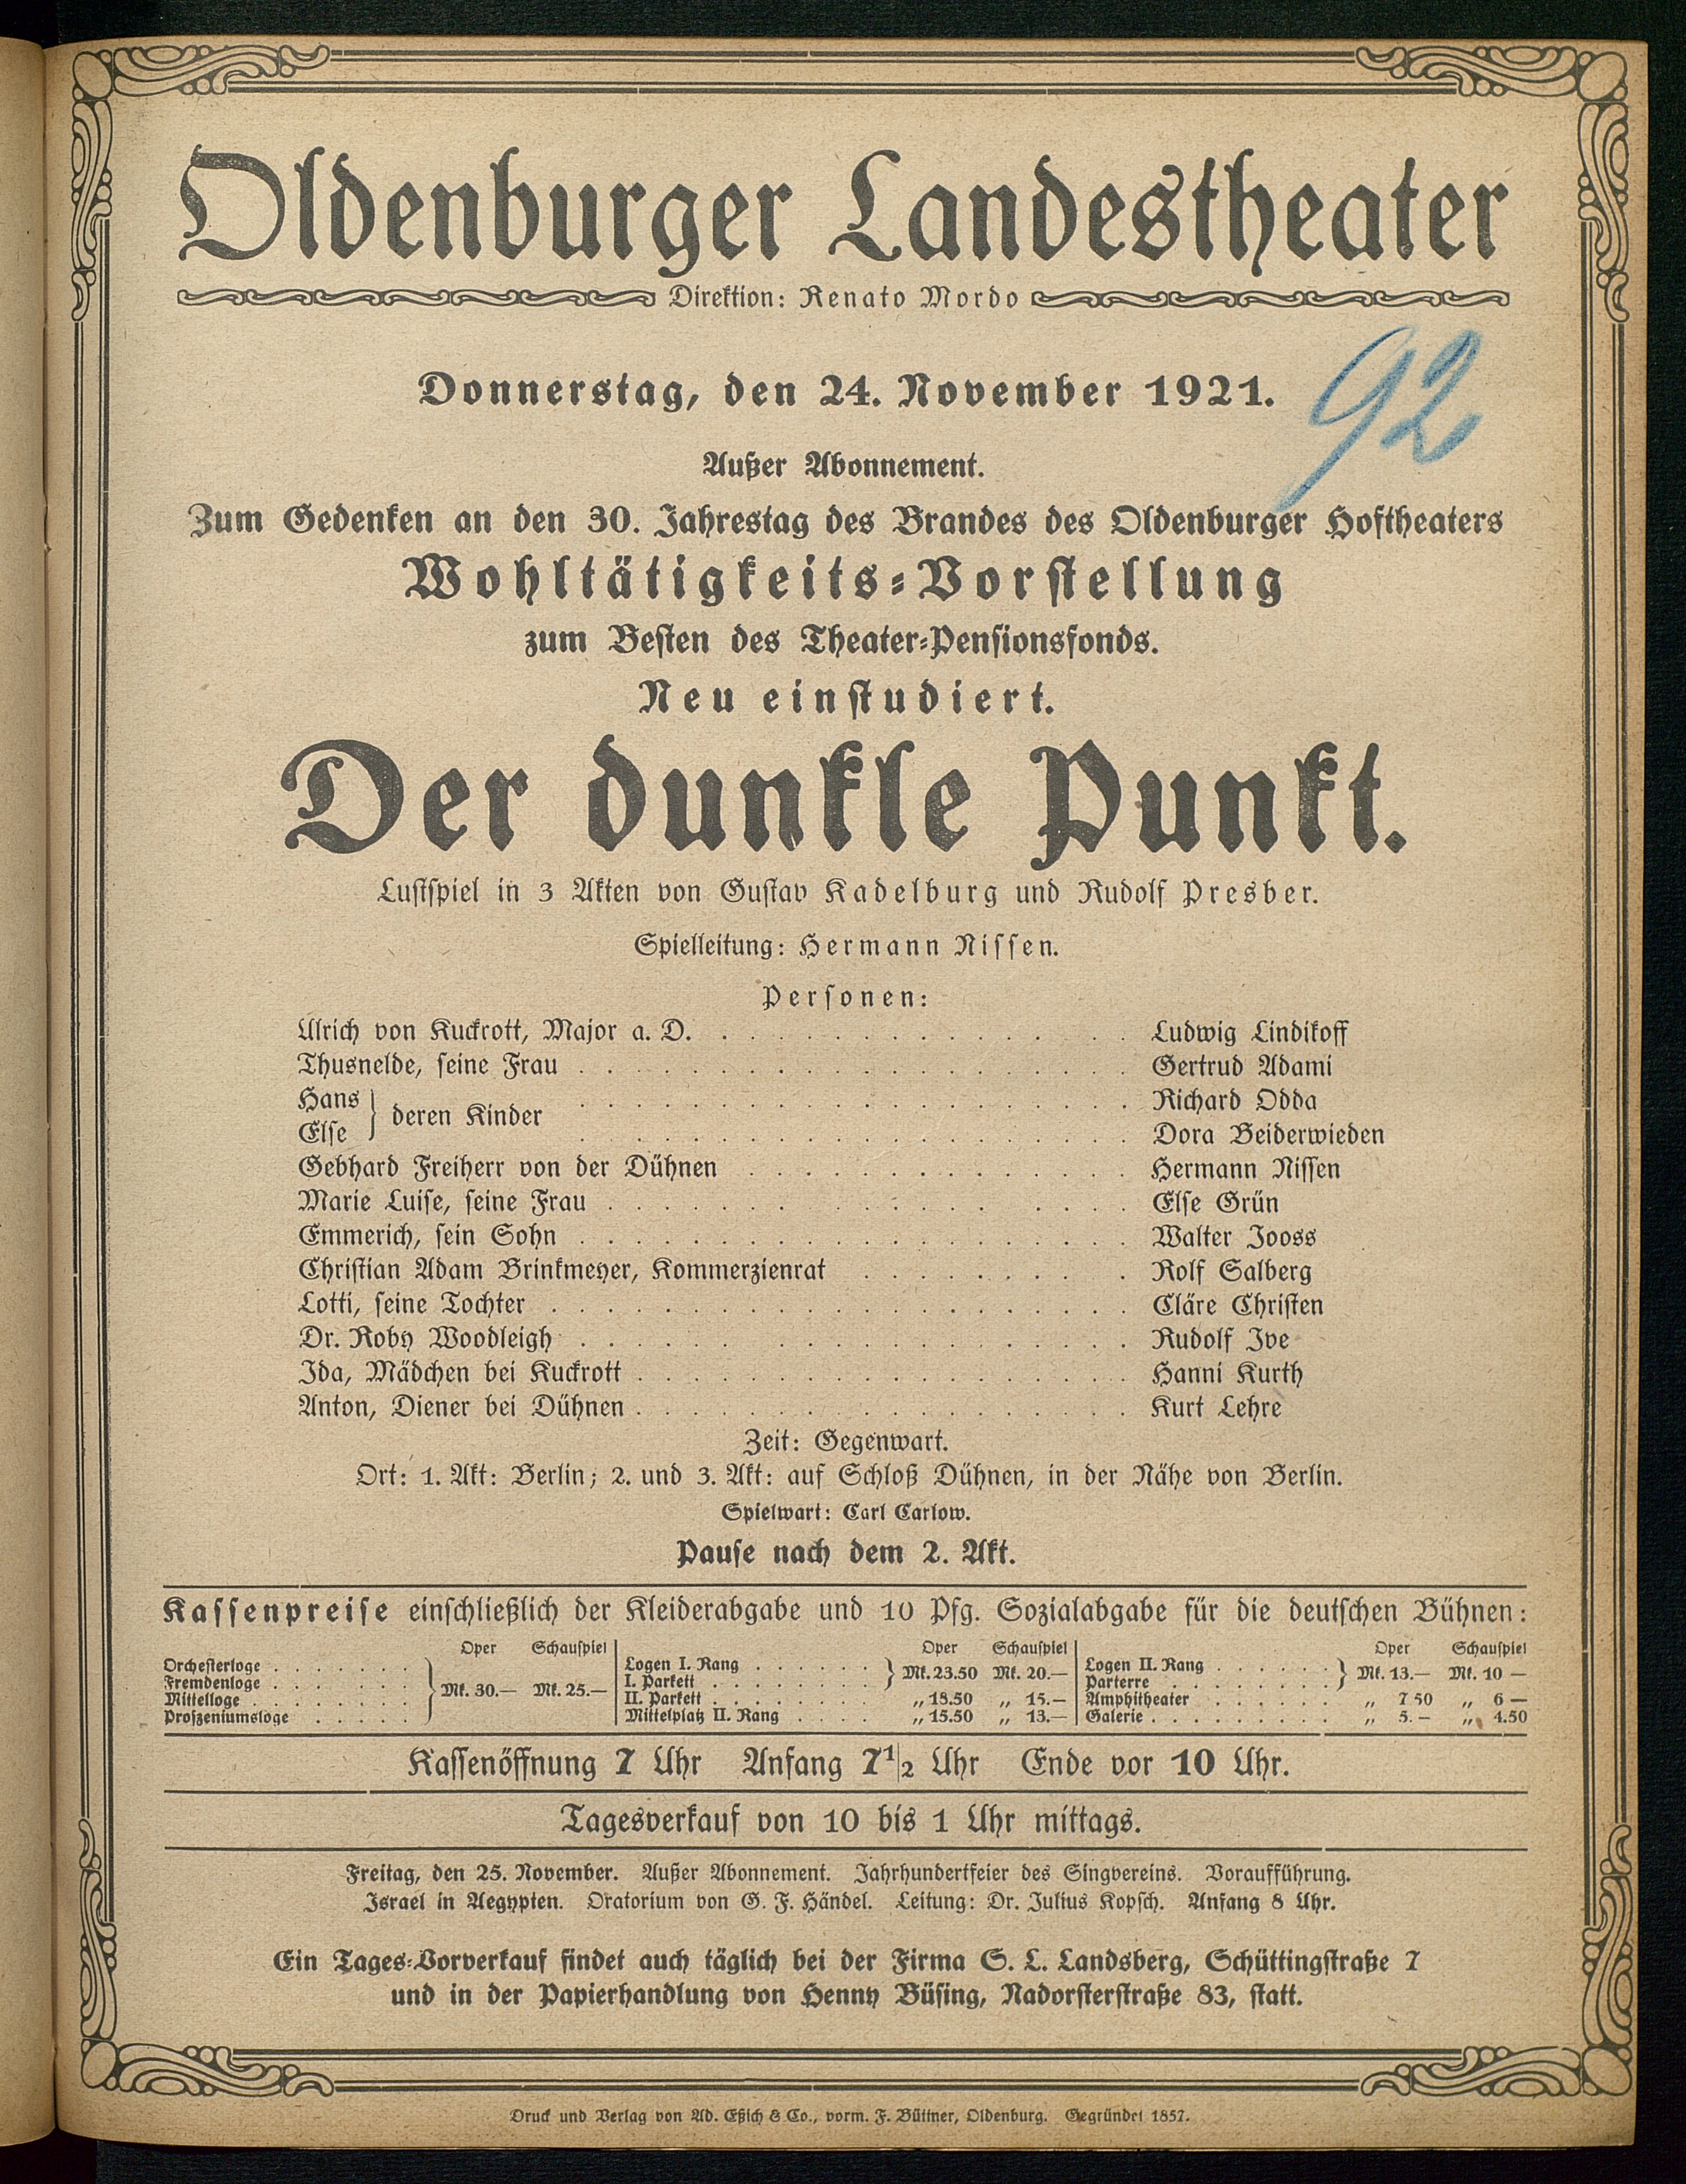 Oldenburger Landestheater
Direktion: Renato Mordo
92
Donnerstag, den 24. November 1921.
Außer Abonnement.
Zum Gedenken an den 30. Jahrestag des Brandes des Oldenburger Hoftheaters
Wohltätigkeits-Vorstellung
zum Besten des Theater-Pensionsfonds.
Neu einstudiert.
Der dunkle Punkt.
Lustspiel in 3 Akten von Gustav Kadelburg und Rudolf Presber.
Spielleitung: Hermann Nissen.
Personen:
Ulrich von Kuckrott, Major a. D. . . . . . . . . . . . . . . . Ludwig Lindikoff
Thusnelde, seine Frau . . . . . . . . . . . . . . . . . . . . Gertrud Adami
Hans } deren Kinder . . . . . . . . . . . . . . . . . . . . Richard Odda
Else } . . . . . . . . . . . . . . . . . . . . Dora Beiderwieden
Gebhard Freiherr von der Dühnen . . . . . . . . . . . . . . Hermann Nissen
Marie Luise, seine Frau . . . . . . . . . . . . . . . . . . . Else Grün
Emmerich, sein Sohn . . . . . . . . . . . . . . . . . . . . Walter Jooss
Christian Adam Brinkmeyer, Kommerzienrat . . . . . . . . . . Rolf Salberg
Lotti, seine Tochter . . . . . . . . . . . . . . . . . . . . . Cläre Christen
Dr. Roby Woodleigh . . . . . . . . . . . . . . . . . . . . Rudolf Ive
Ida, Mädchen bei Kuckrott . . . . . . . . . . . . . . . . . . Hanni Kurth
Anton, Diener bei Dühnen . . . . . . . . . . . . . . . . . . Kurt Lehre
Zeit: Gegenwart.
Ort: 1. Akt: Berlin; 2. und 3. Akt: auf Schloß Dühnen, in der Nähe von Berlin.
Spielwart: Carl Carlow.
Pause nach dem 2. Akt.
Kassenpreise einschließlich der Kleiderabgabe und 10 Pfg. Sozialabgabe für die deutschen Bühnen:
Oper Schauspiel
Orchesterloge . . . . . . .
Fremdenloge . . . . . . .
Mittelloge . . . . . . . .
Proszeniumsloge . . . . .
} Mk. 30.— Mk. 25.—
Oper Schauspiel
Logen I. Rang . . . . . .
I. Parkett . . . . . . . .
} Mk. 23.50 Mk. 20.—
II. Parkett . . . . . . . . „ 18.50 „ 15.—
Mittelplatz II. Rang . . . . „ 15.50 „ 13.—
Oper Schauspiel
Logen II. Rang . . . . . .
Parterre . . . . . . . .
} Mk. 13.— Mk. 10 —
Amphitheater . . . . . . „ 7 50 „ 6 —
Galerie . . . . . . . . . „ 5. — „ 4.50
Kassenöffnung 7 Uhr Anfang 7 1/2 Uhr Ende vor 10 Uhr.
Tagesverkauf von 10 bis 1 Uhr mittags.
Freitag, den 25. November. Außer Abonnement. Jahrhundertfeier des Singvereins. Voraufführung.
Israel in Aegypten. Oratorium von G. F. Händel. Leitung: Dr. Julius Kopsch. Anfang 8 Uhr.
Ein Tages-Vorverkauf findet auch täglich bei der Firma S. L. Landsberg, Schüttingstraße 7
und in der Papierhandlung von Henny Büsing, Nadorsterstraße 83, statt.
Druck und Verlag von Ad. Eßich & Co., vorm. F. Büttner, Oldenburg. Gegründet 1857.